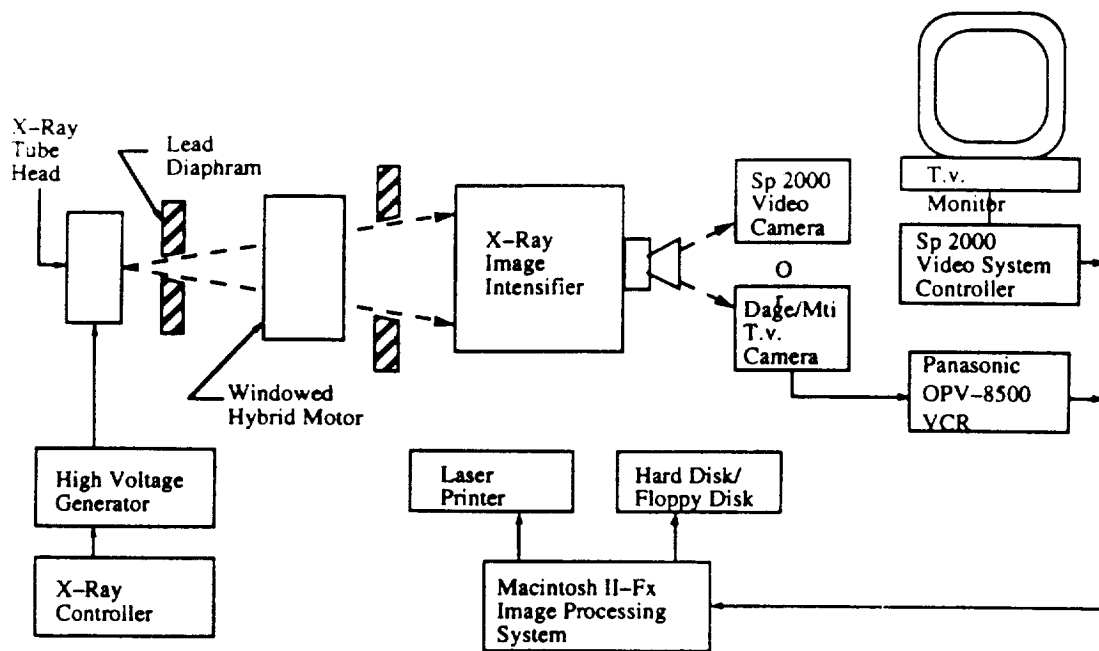 X-Ray
Tube
Head
Lead
Diaphram
Windowed
Hybrid Motor
X-Ray
Image
Intensifier
Sp 2000
Video
Camera
Or
Dage/Mti
T.v.
Camera
T.v.
Monitor
Sp 2000
Video System
Controller
Panasonic
OPV-8500
VCR
High Voltage
Generator
X-Ray
Controller
Laser
Printer
Hard Disk/
Floppy Disk
Macintosh II-Fx
Image Processing
System